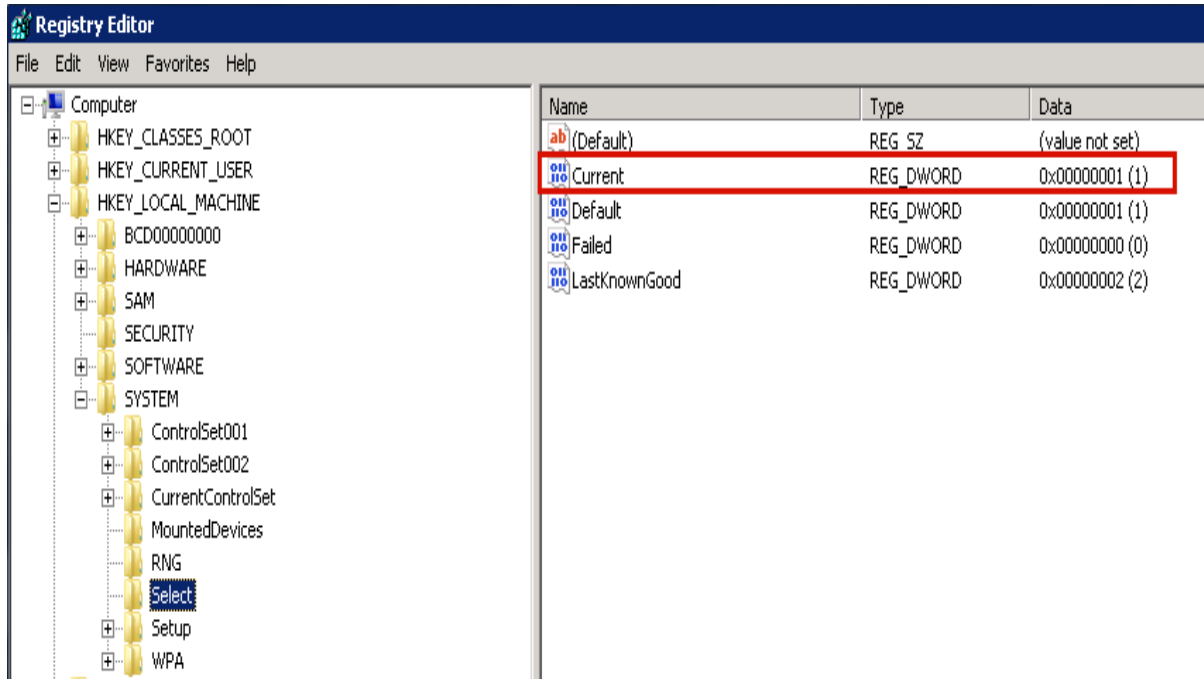 Registry Editor
File Edit View Favorites Help
Computer
HKEY_CLASSES_ROOT
HKEY_CURRENT_USER
HKEY_LOCAL_MACHINE
BCD00000000
HARDWARE
SAM
SECURITY
SOFTWARE
SYSTEM
ControlSet001
ControlSet002
CurrentControlSet
MountedDevices
RNG
Select
Setup
WPA
Name Type Data
(Default) REG_SZ (value not set)
Current REG_DWORD 0x00000001 (1)
Default REG_DWORD 0x00000001 (1)
Failed REG_DWORD 0x00000000 (0)
LastKnownGood REG_DWORD 0x00000002 (2)